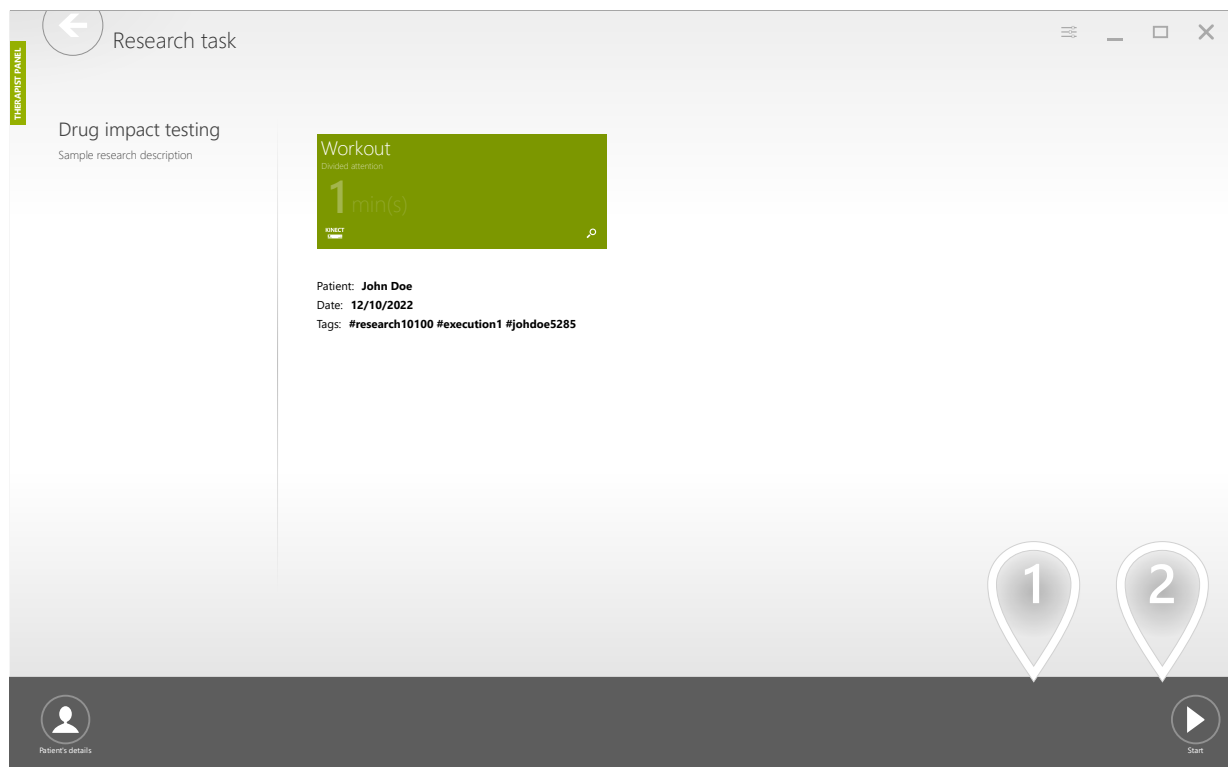 Research task
THERAPIST PANEL
Drug impact testing
Sample research description
Workout
Divided attention
1 min(s)
KINECT
Patient: John Doe
Date: 12/10/2022
Tags: #research10100 #execution1 #johdoe5285
1
2
Patient's details
Start